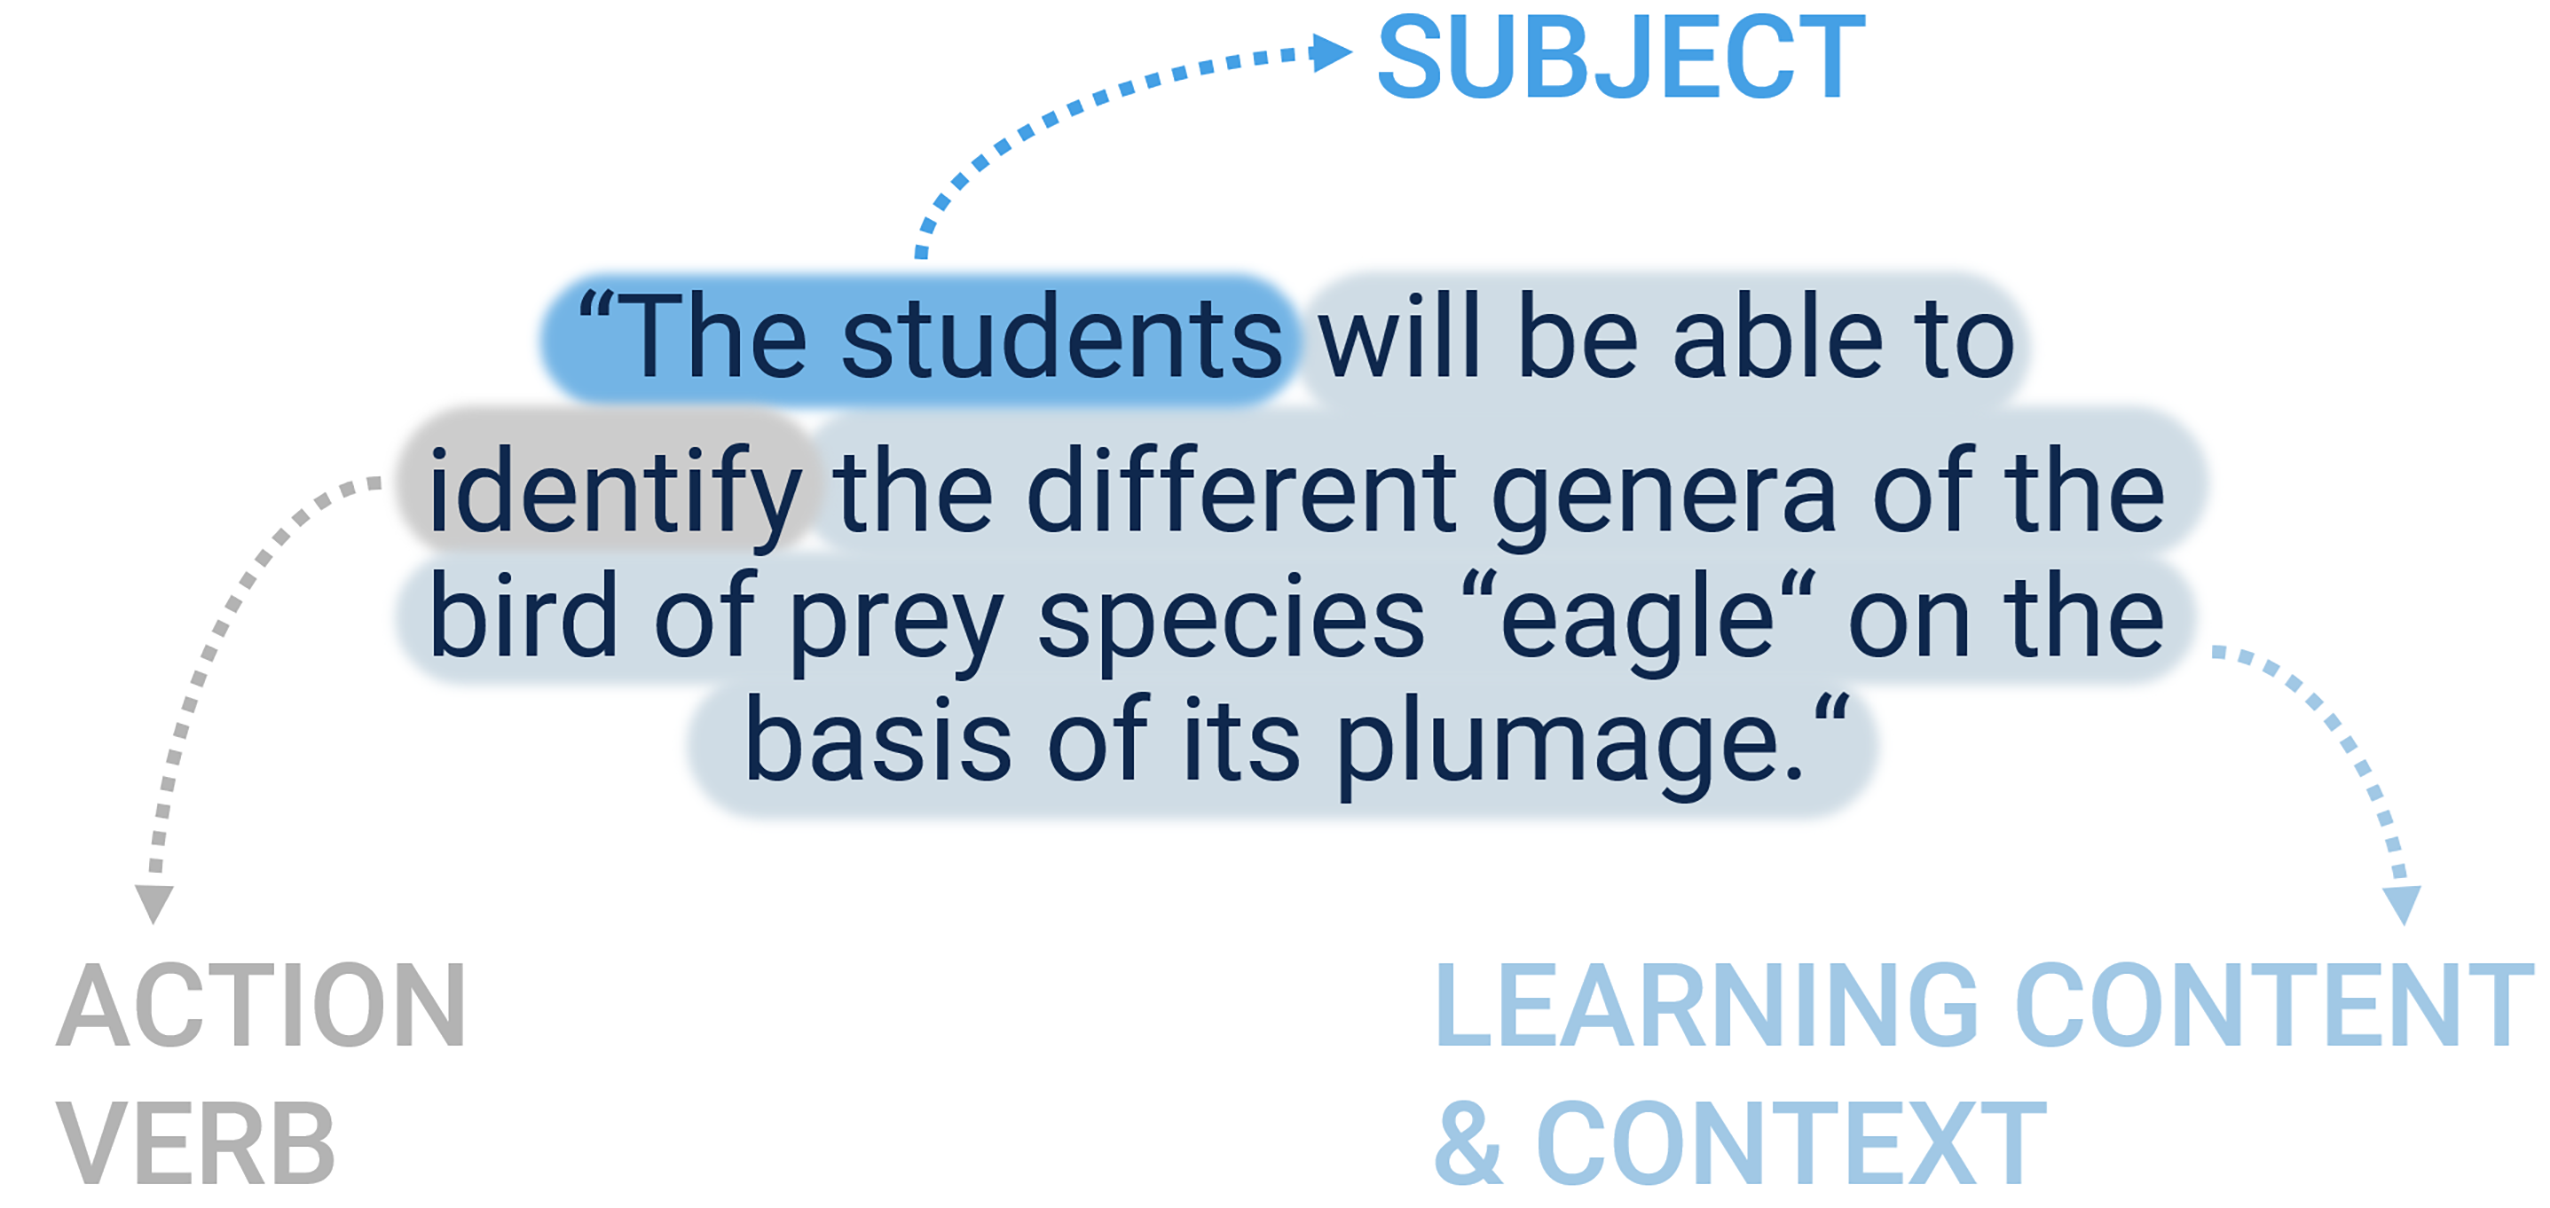 SUBJECT
“The students will be able to
identify the different genera of the
bird of prey species “eagle“ on the
basis of its plumage.“
ACTION
VERB
LEARNING CONTENT
& CONTEXT